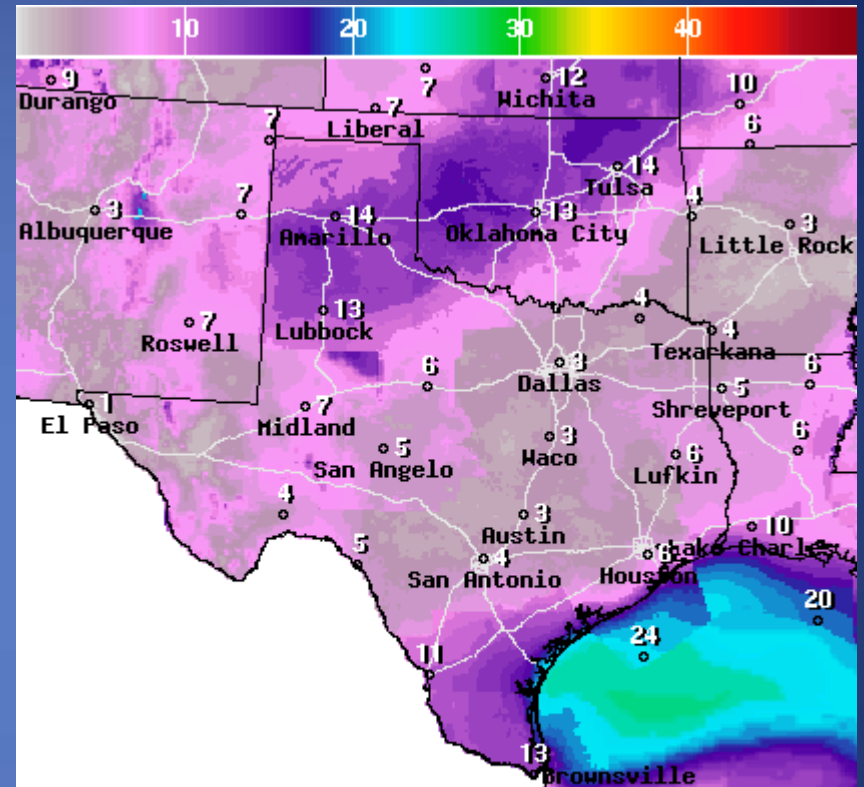 10 20 30 40
9
Durango
7
12
Wichita
10
7
Liberal
7
6
14
Tulsa
3
Albuquerque
7
14
Amarillo
13
Oklahoma City
4
3
Little Rock
7
Roswell
13
Lubbock
4
4
Texarkana
3
Dallas
6
5
Shreveport
6
1
El Paso
7
Midland
5
San Angelo
3
Waco
6
Lufkin
6
4
3
Austin
10
Lake Charles
5
4
San Antonio
6
Houston
20
24
11
13
Brownsville